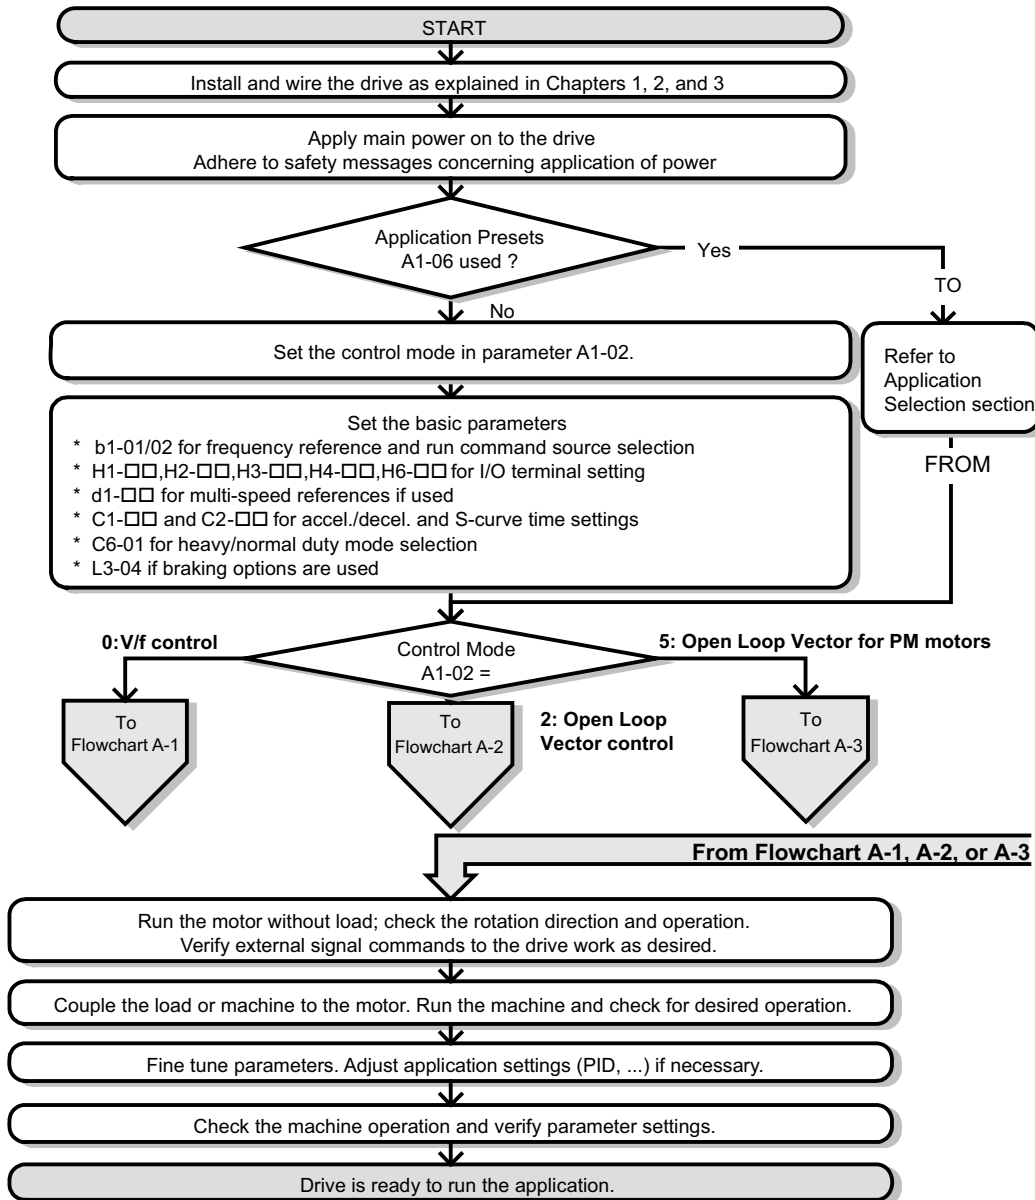 START
Install and wire the drive as explained in Chapters 1, 2, and 3
Apply main power on to the drive
Adhere to safety messages concerning application of power
Application Presets
A1-06 used ?
Yes
No
TO
Set the control mode in parameter A1-02.
Refer to
Application
Selection section
FROM
Set the basic parameters
* b1-01/02 for frequency reference and run command source selection
* H1-□□,H2-□□,H3-□□,H4-□□,H6-□□ for I/O terminal setting
* d1-□□ for multi-speed references if used
* C1-□□ and C2-□□ for accel./decel. and S-curve time settings
* C6-01 for heavy/normal duty mode selection
* L3-04 if braking options are used
0:V/f control
Control Mode
A1-02 =
5: Open Loop Vector for PM motors
To
Flowchart A-1
To
Flowchart A-2
2: Open Loop
Vector control
To
Flowchart A-3
From Flowchart A-1, A-2, or A-3
Run the motor without load; check the rotation direction and operation.
Verify external signal commands to the drive work as desired.
Couple the load or machine to the motor. Run the machine and check for desired operation.
Fine tune parameters. Adjust application settings (PID, ...) if necessary.
Check the machine operation and verify parameter settings.
Drive is ready to run the application.